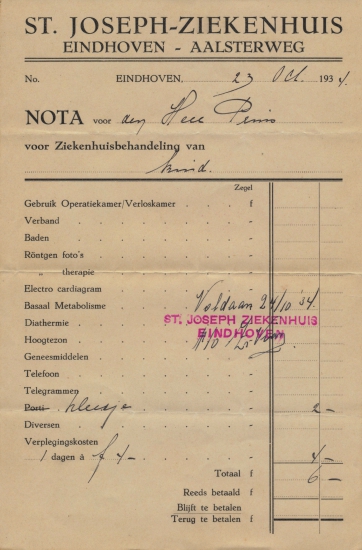 ST. JOSEPH-ZIEKENHUIS
EINDHOVEN - AALSTERWEG
No. EINDHOVEN, 23 Oct. 1934.
NOTA voor den Heer
voor Ziekenhuisbehandeling van
kind.
Zegel
Gebruik Operatiekamer/Verloskamer . f 1 -
Verband
Baden
Röntgen foto's
„ therapie
Electro cardiagram
Basaal Metabolisme Voldaan 24/10 '34
Diathermie ST. JOSEPH ZIEKENHUIS
EINDHOVEN
Hoogtezon
Geneesmiddelen
Telefoon
Telegrammen
Porti 2 -
Diversen
Verplegingskosten
1 dagen à f 4- 4 -
Totaal f 6 -
Reeds betaald f
Blijft te betalen
Terug te betalen f